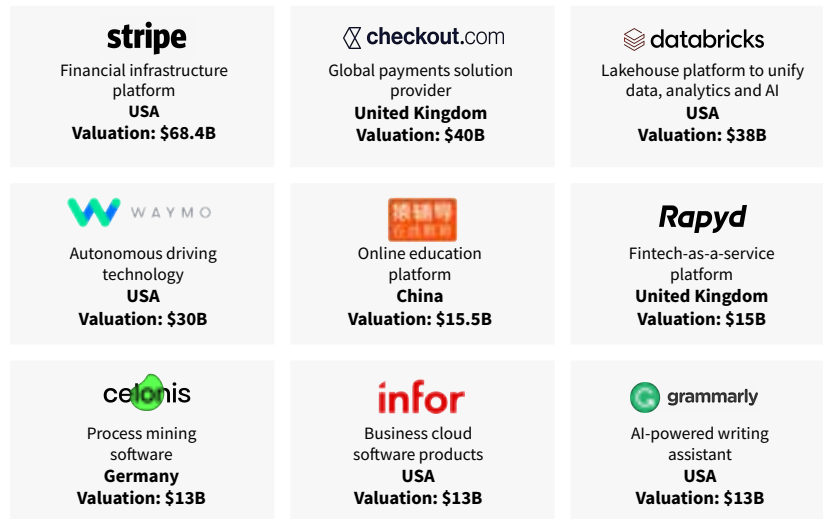 stripe
Financial infrastructure
platform
USA
Valuation: $68.4B
checkout.com
Global payments solution
provider
United Kingdom
Valuation: $40B
databricks
Lakehouse platform to unify
data, analytics and AI
USA
Valuation: $38B
WAYMO
Autonomous driving
technology
USA
Valuation: $30B
猿辅导
在线教育
Online education
platform
China
Valuation: $15.5B
Rapyd
Fintech-as-a-service
platform
United Kingdom
Valuation: $15B
celonis
Process mining
software
Germany
Valuation: $13B
infor
Business cloud
software products
USA
Valuation: $13B
grammarly
AI-powered writing
assistant
USA
Valuation: $13B